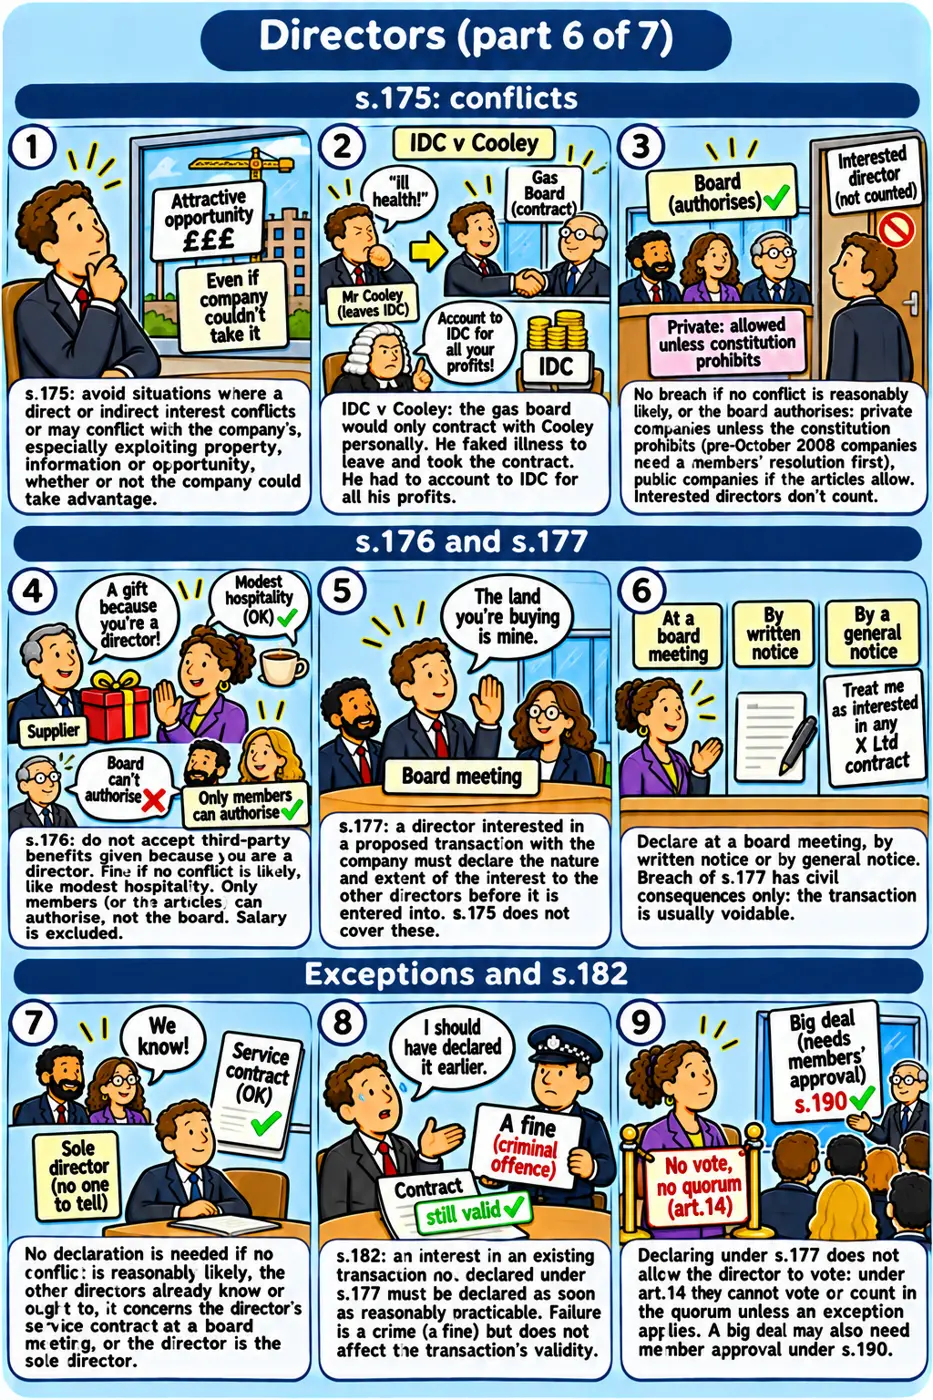 Directors (part 6 of 7)
s.175: conflicts
1
Attractive
opportunity
£££
Even if
company
couldn't
take it
s.175: avoid situations where a
direct or indirect interest conflicts
or may conflict with the company's,
especially exploiting property,
information or opportunity,
whether or not the company could
take advantage.
2
IDC v Cooley
"ill
health!"
Gas
Board
(contract)
Mr Cooley
(leaves IDC)
Account to
IDC for
all your
profits!
IDC
IDC v Cooley: the gas board
would only contract with Cooley
personally. He faked illness to
leave and took the contract.
He had to account to IDC for
all his profits.
3
Board
(authorises)
Interested
director
(not counted)
Private: allowed
unless constitution
prohibits
No breach if no conflict is reasonably
likely, or the board authorises: private
companies unless the constitution
prohibits (pre-October 2008 companies
need a members' resolution first),
public companies if the articles allow.
Interested directors don't count.
s.176 and s.177
4
A gift
because
you're a
director!
Modest
hospitality
(OK)
Supplier
Board
can't
authorise
Only members
can authorise
s.176: do not accept third-party
benefits given because you are a
director. Fine if no conflict is likely,
like modest hospitality. Only
members (or the articles) can
authorise, not the board. Salary
is excluded.
5
The land
you're buying
is mine.
Board meeting
s.177: a director interested in
a proposed transaction with the
company must declare the nature
and extent of the interest to the
other directors before it is
entered into. s.175 does not
cover these.
6
At a
board
meeting
By
written
notice
By a
general
notice
Treat me
as interested
in any
X Ltd
contract
Declare at a board meeting, by
written notice or by general notice.
Breach of s.177 has civil
consequences only: the transaction
is usually voidable.
Exceptions and s.182
7
We
know!
Service
contract
(OK)
Sole
director
(no one
to tell)
No declaration is needed if no
conflict is reasonably likely, the
other directors already know or
ought to, it concerns the director's
service contract at a board
meeting, or the director is the
sole director.
8
I should
have declared
it earlier.
A fine
(criminal
offence)
Contract
still valid
s.182: an interest in an existing
transaction not declared under
s.177 must be declared as soon
as reasonably practicable. Failure
is a crime (a fine) but does not
affect the transaction's validity.
9
Big deal
(needs
members'
approval)
s.190
No vote,
no quorum
(art.14)
Declaring under s.177 does not
allow the director to vote: under
art.14 they cannot vote or count in
the quorum unless an exception
applies. A big deal may also need
member approval under s.190.